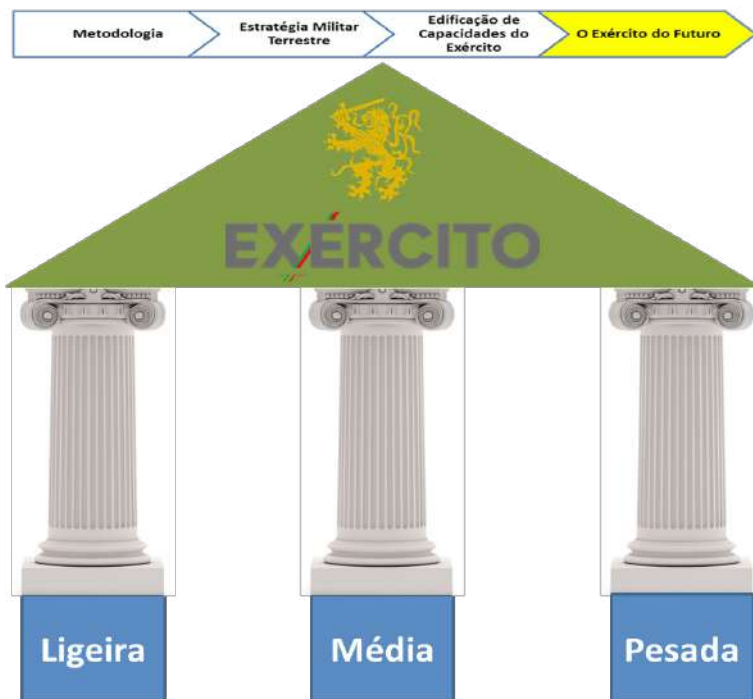 Metodologia
Estratégia Militar
Terrestre
Edificação de
Capacidades do
Exército
O Exército do Futuro
EXÉRCITO
Ligeira
Média
Pesada